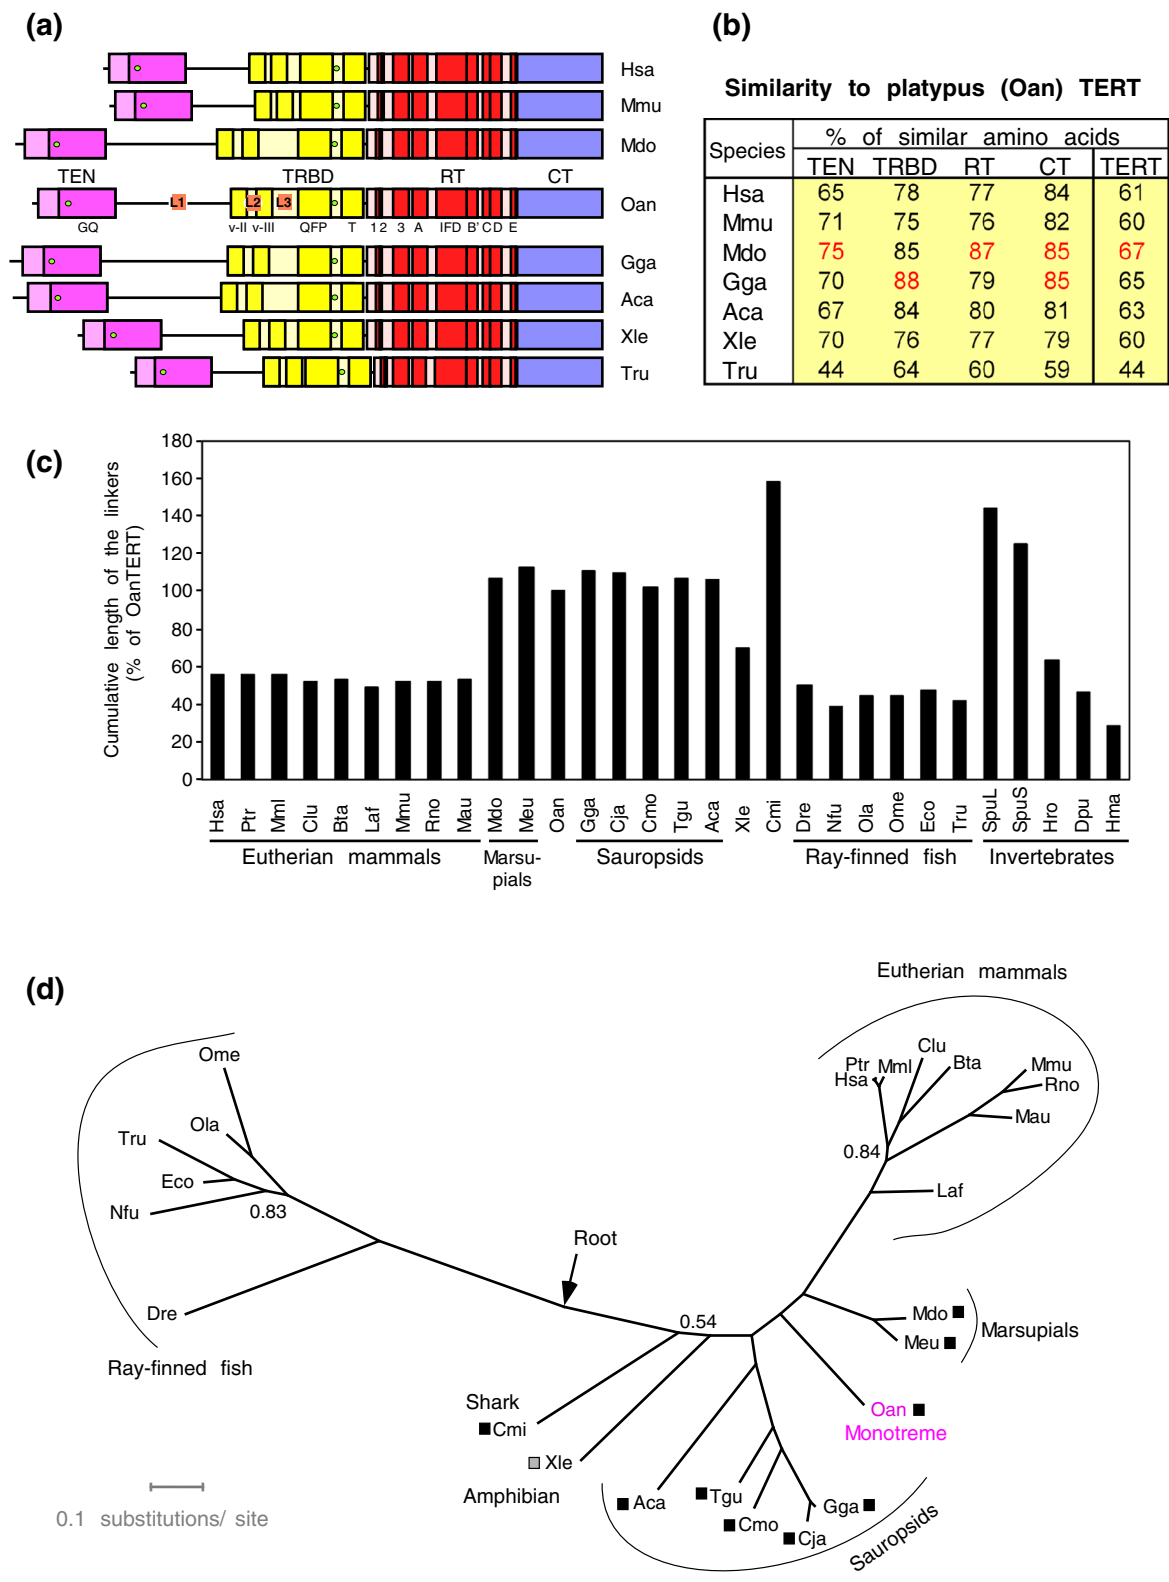 (a)
Hsa
Mmu
Mdo
TEN TRBD RT CT
L1 L2 L3 Oan
GQ v-II v-III QFP T 1 2 3 A IFD B' C D E
Gga
Aca
Xle
Tru
(b)
Similarity to platypus (Oan) TERT
Species % of similar amino acids
TEN TRBD RT CT TERT
Hsa 65 78 77 84 61
Mmu 71 75 76 82 60
Mdo 75 85 87 85 67
Gga 70 88 79 85 65
Aca 67 84 80 81 63
Xle 70 76 77 79 60
Tru 44 64 60 59 44
(c)
Cumulative length of the linkers
(% of OanTERT)
180
160
140
120
100
80
60
40
20
0
Hsa Ptr Mml Clu Bta Laf Mmu Rno Mau Mdo Meu Oan Gga Cja Cmo Tgu Aca Xle Cmi Dre Nfu Ola Ome Eco Tru SpuL SpuS Hro Dpu Hma
Eutherian mammals
Marsu-
pials
Sauropsids
Ray-finned fish
Invertebrates
(d)
Eutherian mammals
Ome
Ola
Tru
Eco
Nfu
0.83
Dre
Ray-finned fish
Root
0.54
Ptr
Hsa
Mml
Clu
Bta
Mmu
Rno
Mau
0.84
Laf
Mdo
Meu
Marsupials
Oan
Monotreme
Shark
Cmi
Xle
Amphibian
Aca
Tgu
Cmo
Cja
Gga
Sauropsids
0.1 substitutions/ site